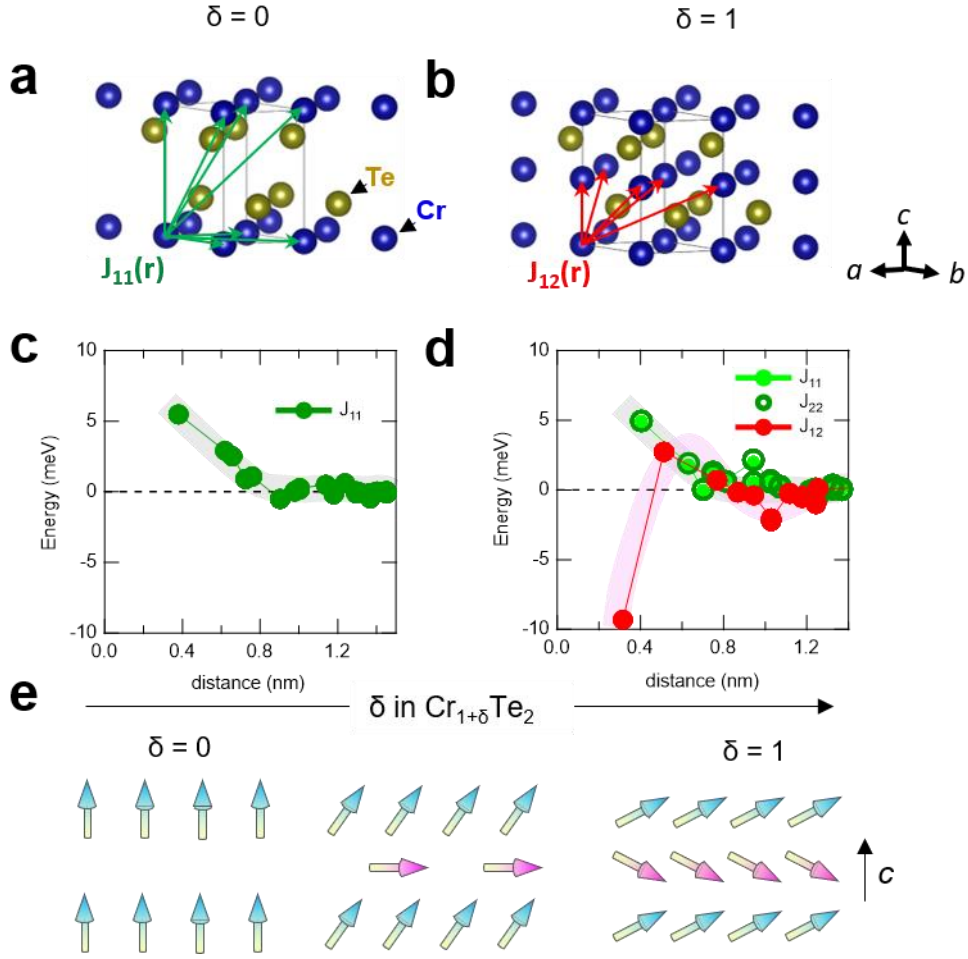 δ = 0
δ = 1
a
b
Te
Cr
J₁₁(r)
J₁₂(r)
c
a
b
c
d
10
5
0
-5
-10
Energy (meV)
0.0 0.4 0.8 1.2
distance (nm)
J₁₁
10
5
0
-5
-10
Energy (meV)
0.0 0.4 0.8 1.2
distance (nm)
J₁₁
J₂₂
J₁₂
e
δ in Cr₁₊δTe₂
δ = 0
δ = 1
c